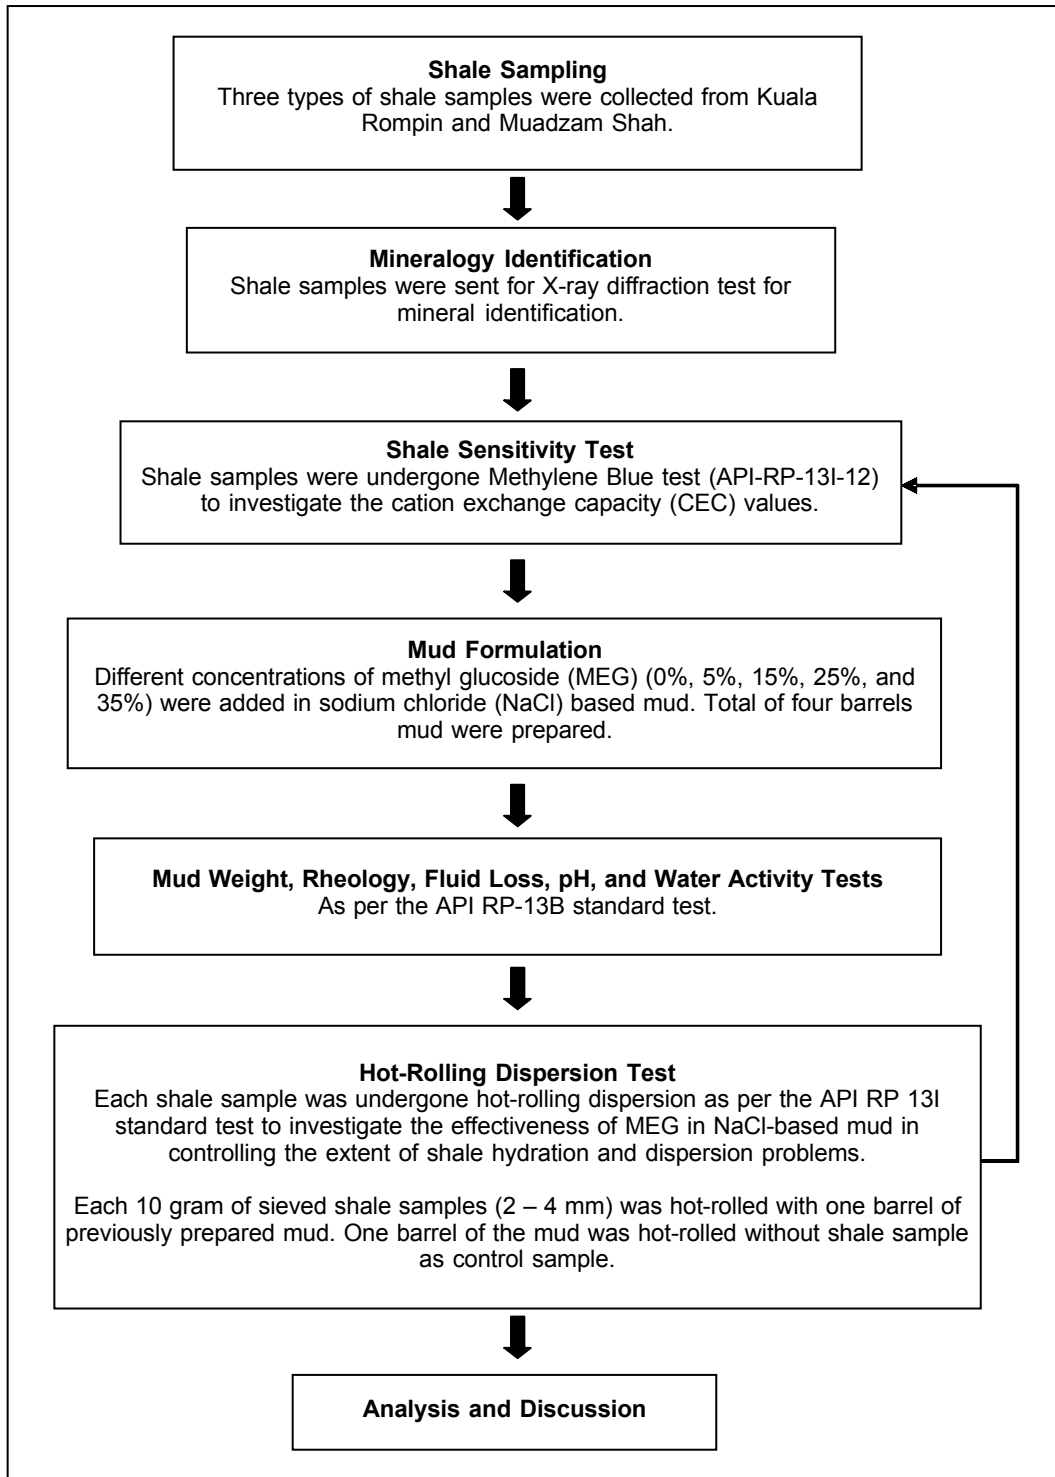 Shale Sampling
Three types of shale samples were collected from Kuala
Rompin and Muadzam Shah.
Mineralogy Identification
Shale samples were sent for X-ray diffraction test for
mineral identification.
Shale Sensitivity Test
Shale samples were undergone Methylene Blue test (API-RP-13I-12)
to investigate the cation exchange capacity (CEC) values.
Mud Formulation
Different concentrations of methyl glucoside (MEG) (0%, 5%, 15%, 25%, and
35%) were added in sodium chloride (NaCl) based mud. Total of four barrels
mud were prepared.
Mud Weight, Rheology, Fluid Loss, pH, and Water Activity Tests
As per the API RP-13B standard test.
Hot-Rolling Dispersion Test
Each shale sample was undergone hot-rolling dispersion as per the API RP 13I
standard test to investigate the effectiveness of MEG in NaCl-based mud in
controlling the extent of shale hydration and dispersion problems.
Each 10 gram of sieved shale samples (2 – 4 mm) was hot-rolled with one barrel of
previously prepared mud. One barrel of the mud was hot-rolled without shale sample
as control sample.
Analysis and Discussion